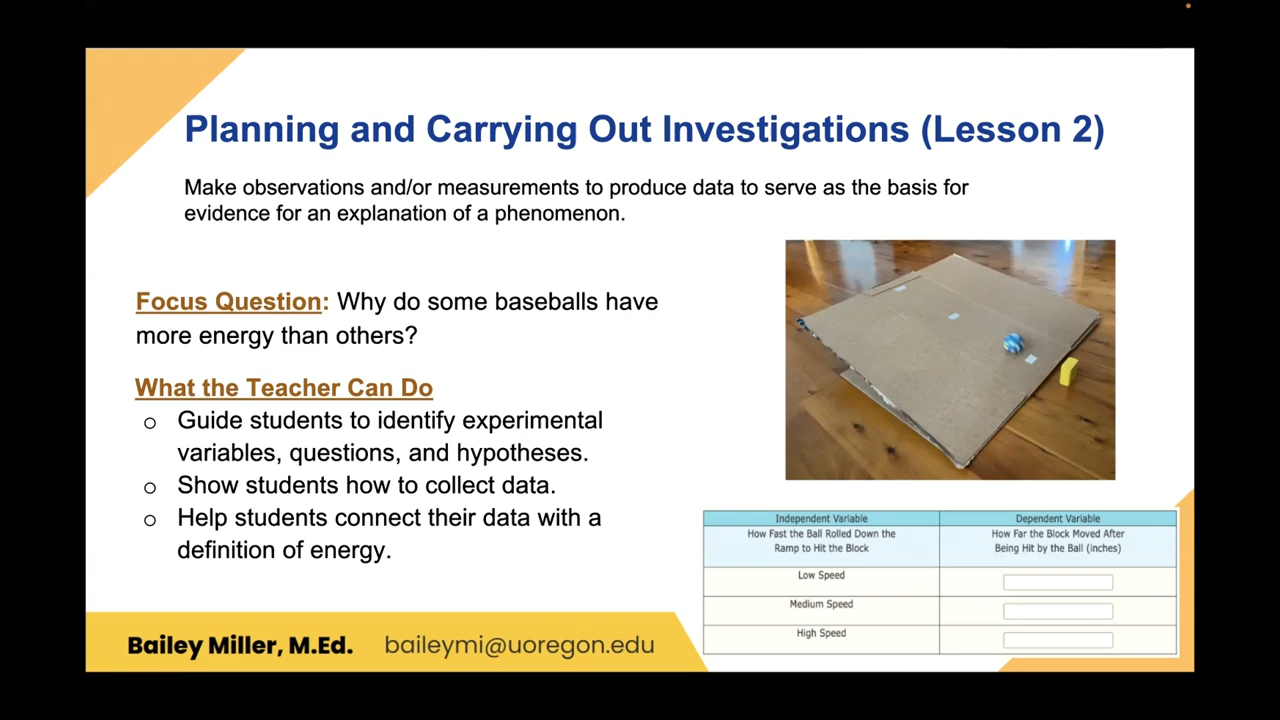 Planning and Carrying Out Investigations (Lesson 2)
Make observations and/or measurements to produce data to serve as the basis for
evidence for an explanation of a phenomenon.
Focus Question: Why do some baseballs have
more energy than others?
What the Teacher Can Do
○ Guide students to identify experimental
variables, questions, and hypotheses.
○ Show students how to collect data.
○ Help students connect their data with a
definition of energy.
Independent Variable
Dependent Variable
How Fast the Ball Rolled Down the
Ramp to Hit the Block
How Far the Block Moved After
Being Hit by the Ball (inches)
Low Speed
Medium Speed
High Speed
Bailey Miller, M.Ed. baileymi@uoregon.edu